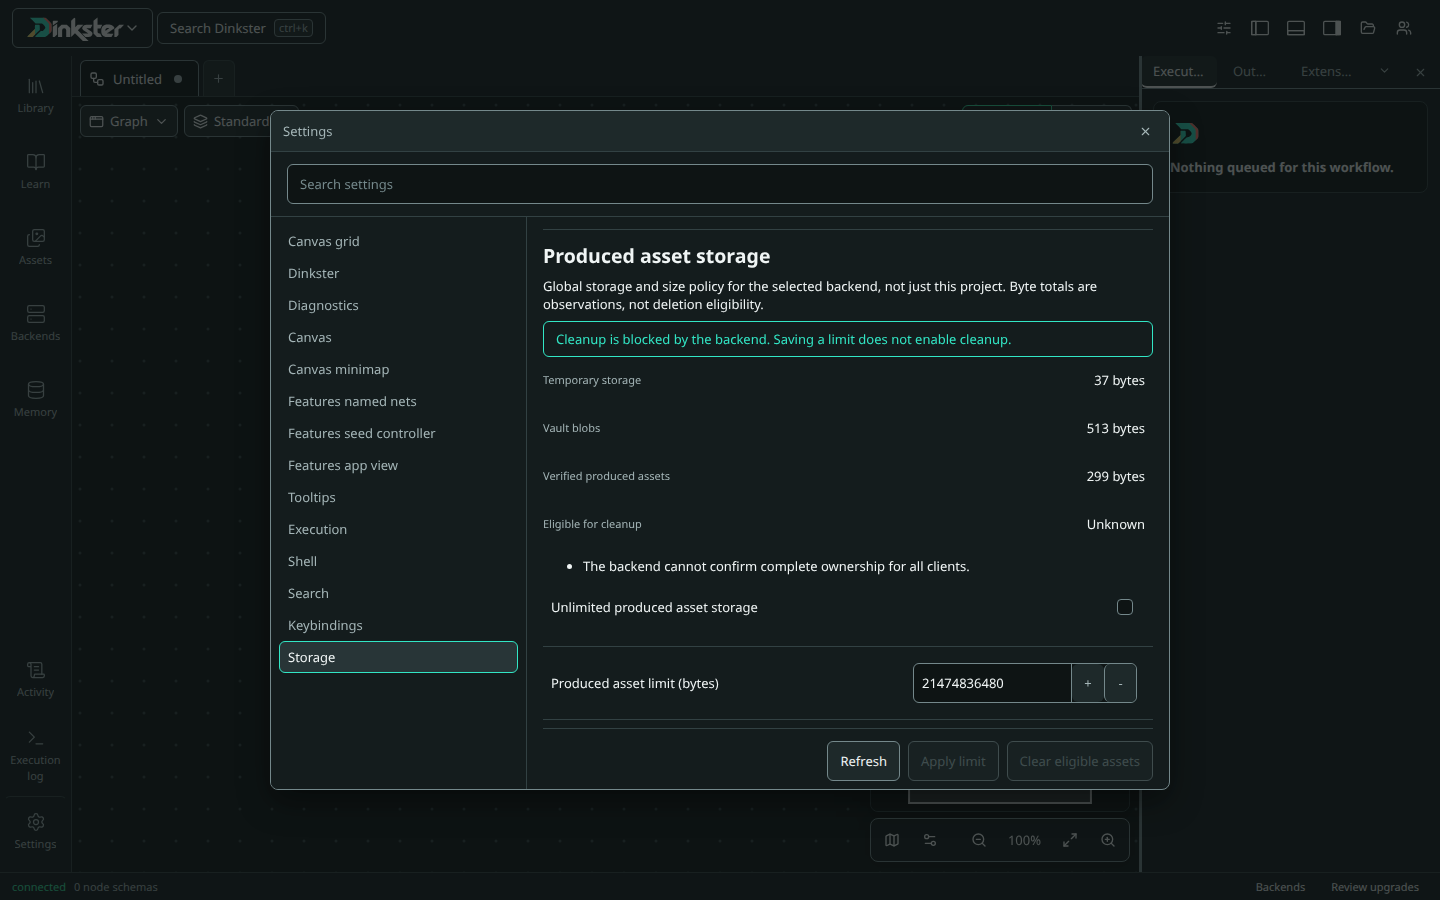 Dinkster
Search Dinkster ctrl+k
Library
Learn
Assets
Backends
Memory
Activity
Execution
log
Settings
Untitled
+
Graph
Standard
Settings
×
Search settings
Canvas grid
Dinkster
Diagnostics
Canvas
Canvas minimap
Features named nets
Features seed controller
Features app view
Tooltips
Execution
Shell
Search
Keybindings
Storage
Produced asset storage
Global storage and size policy for the selected backend, not just this project. Byte totals are
observations, not deletion eligibility.
Cleanup is blocked by the backend. Saving a limit does not enable cleanup.
Temporary storage 37 bytes
Vault blobs 513 bytes
Verified produced assets 299 bytes
Eligible for cleanup Unknown
• The backend cannot confirm complete ownership for all clients.
Unlimited produced asset storage
Produced asset limit (bytes) 21474836480 + -
Refresh Apply limit Clear eligible assets
Execut... Out... Extens... ×
Nothing queued for this workflow.
100%
connected 0 node schemas
Backends Review upgrades